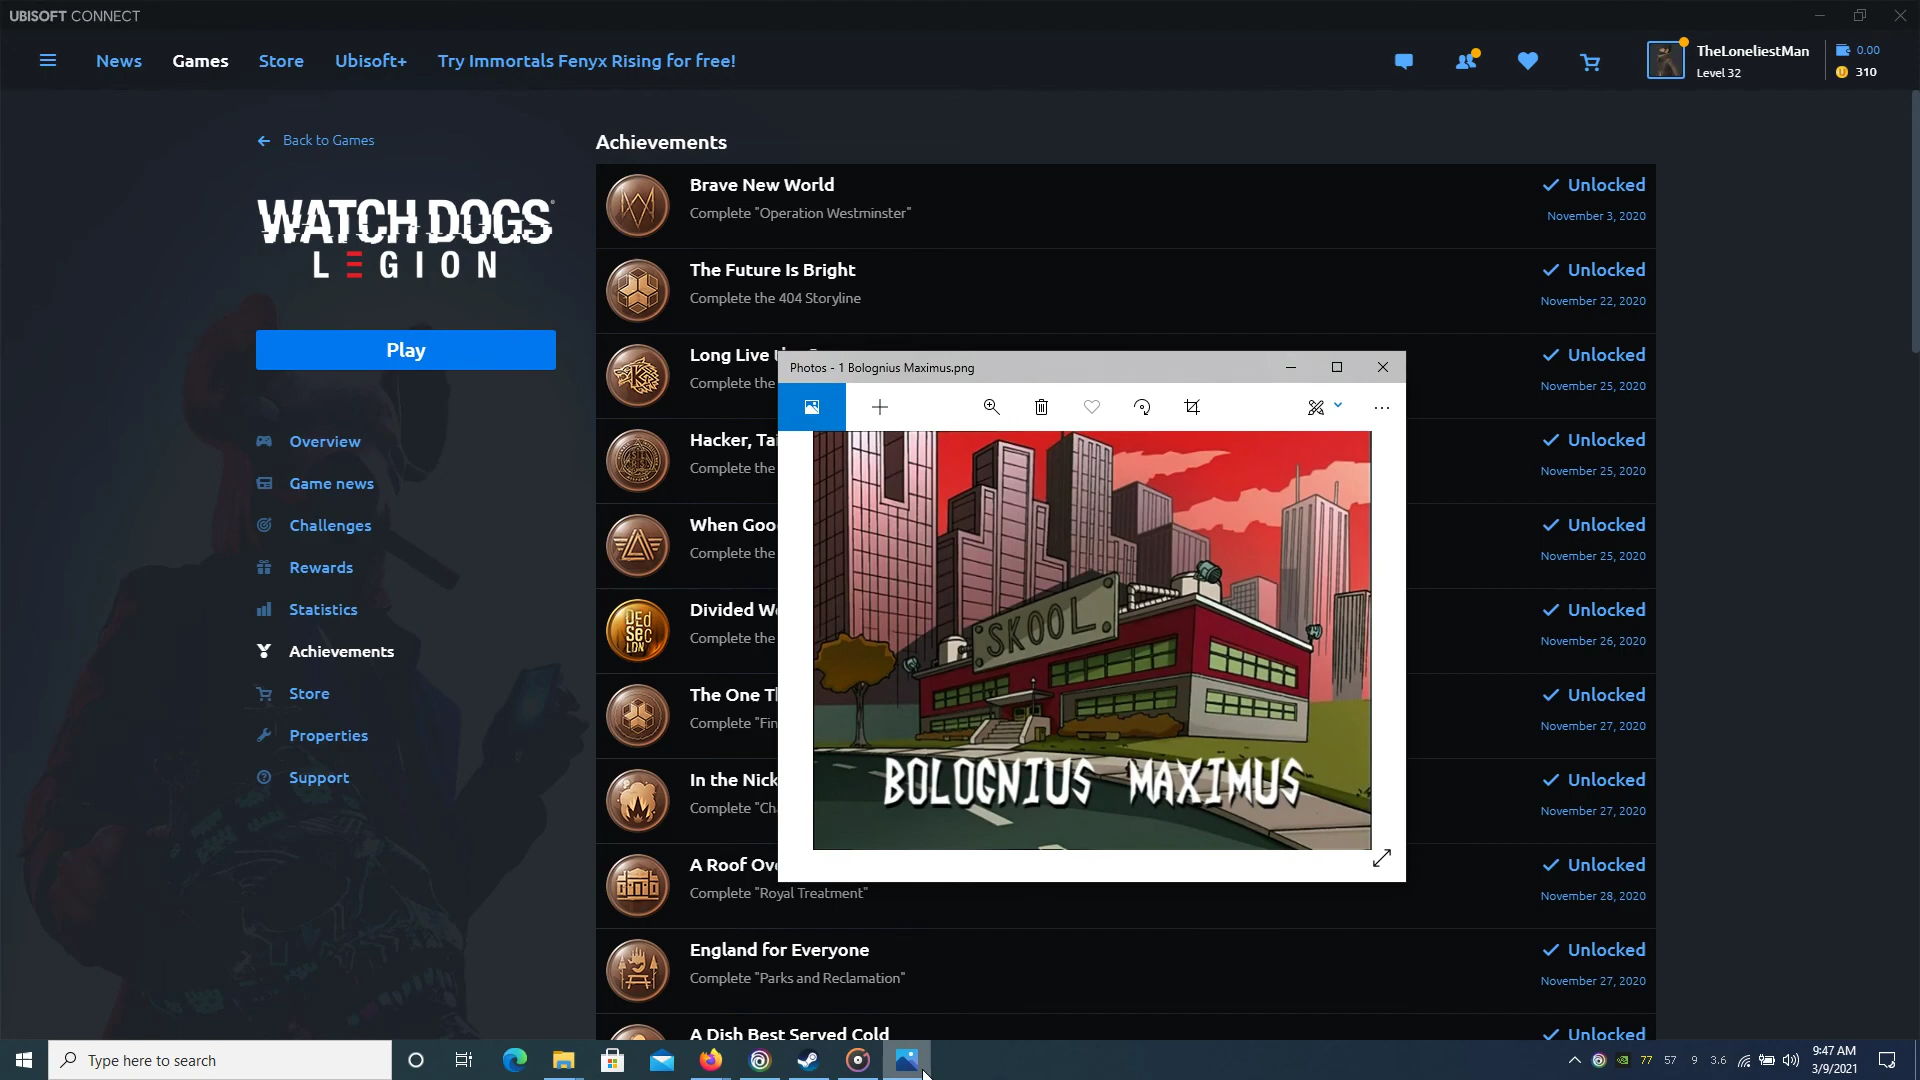 UBISOFT CONNECT
News
Games
Store
Ubisoft+
Try Immortals Fenyx Rising for free!
TheLoneliestMan
Level 32
0.00
310
Back to Games
WATCH DOGS
LEGION
Play
Overview
Game news
Challenges
Rewards
Statistics
Achievements
Store
Properties
Support
Achievements
Brave New World
Complete "Operation Westminster"
Unlocked
November 3, 2020
The Future Is Bright
Complete the 404 Storyline
Unlocked
November 22, 2020
Long Live
Complete the
Unlocked
November 25, 2020
Hacker,
Complete the
Unlocked
November 25, 2020
When
Complete the
Unlocked
November 25, 2020
DEDSEC LDN
Divided
Complete the
Unlocked
November 26, 2020
The One
Complete
Unlocked
November 27, 2020
In the
Complete
Unlocked
November 27, 2020
A Roof
Complete "Royal Treatment"
Unlocked
November 28, 2020
England for Everyone
Complete "Parks and Reclamation"
Unlocked
November 27, 2020
A Dish Best Served Cold
Unlocked
Photos - 1 Bolognius Maximus.png
SKOOL
BOLOGNIUS MAXIMUS
Type here to search
77 57 9 3.6
9:47 AM
3/9/2021